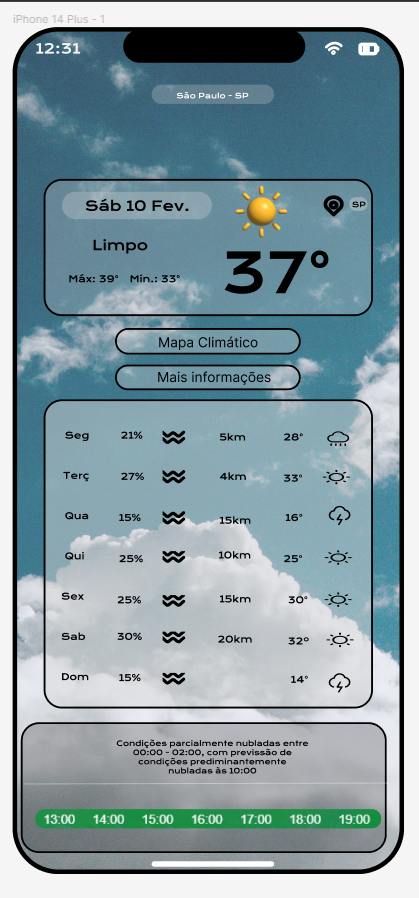 iPhone 14 Plus - 1
12:31
São Paulo - SP
Sáb 10 Fev.
SP
Limpo
37°
Máx: 39° Min.: 33°
Mapa Climático
Mais informações
Seg 21% 5km 28°
Terç 27% 4km 33°
Qua 15% 15km 16°
Qui 25% 10km 25°
Sex 25% 15km 30°
Sab 30% 20km 32°
Dom 15% 14°
Condições parcialmente nubladas entre
00:00 - 02:00, com previssão de
condições prediminantemente
nubladas às 10:00
13:00 14:00 15:00 16:00 17:00 18:00 19:00